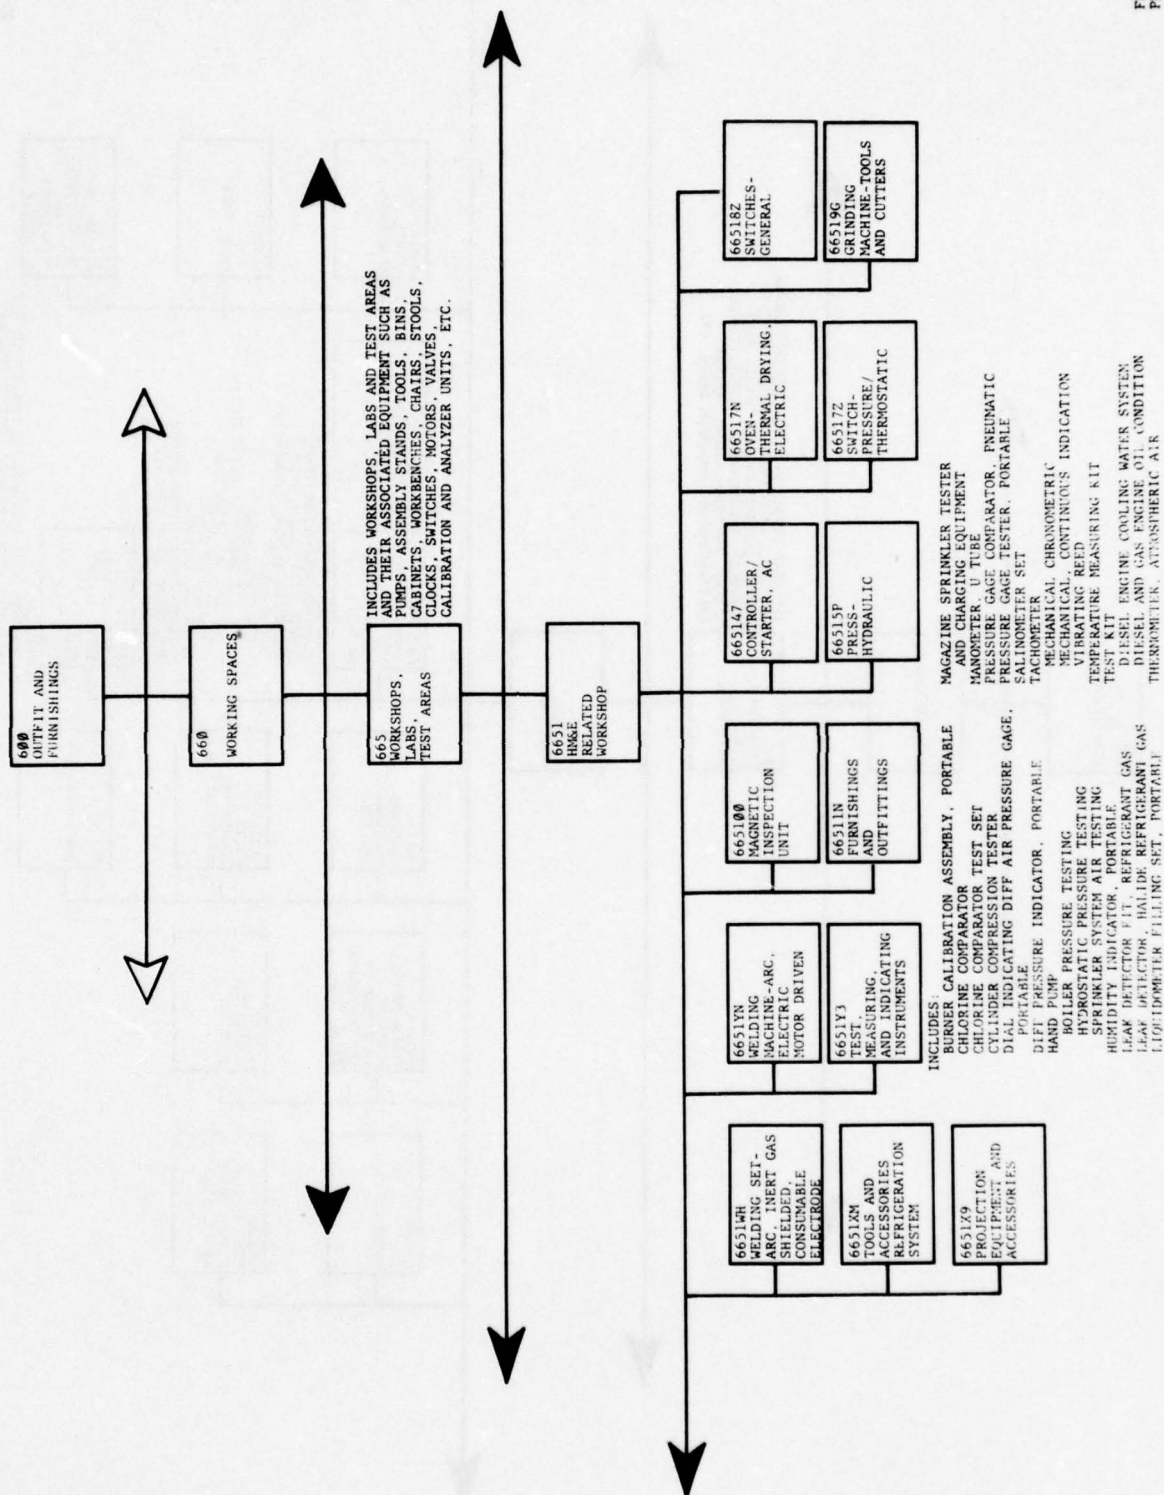 600
OUTFIT AND
FURNISHINGS
660
WORKING SPACES
665
WORKSHOPS,
LABS,
TEST AREAS
INCLUDES WORKSHOPS, LABS AND TEST AREAS
AND THEIR ASSOCIATED EQUIPMENT SUCH AS
PUMPS, ASSEMBLY STANDS, TOOLS, BINS,
CABINETS, WORKBENCHES, CHAIRS, STOOLS,
CLOCKS, SWITCHES, MOTORS, VALVES,
CALIBRATION AND ANALYZER UNITS, ETC.
6651
HM&E
RELATED
WORKSHOP
6651WH
WELDING SET-
ARC, INERT GAS
SHIELDED,
CONSUMABLE
ELECTRODE
6651XM
TOOLS AND
ACCESSORIES
REFRIGERATION
SYSTEM
6651X9
PROJECTION
EQUIPMENT AND
ACCESSORIES
6651YN
WELDING
MACHINE-ARC,
ELECTRIC
MOTOR DRIVEN
6651Y3
TEST,
MEASURING,
AND INDICATING
INSTRUMENTS
665100
MAGNETIC
INSPECTION
UNIT
66511N
FURNISHINGS
AND
OUTFITTINGS
665147
CONTROLLER/
STARTER, AC
66515P
PRESS-
HYDRAULIC
66517N
OVEN-
THERMAL DRYING,
ELECTRIC
66517Z
SWITCH-
PRESSURE/
THERMOSTATIC
66518Z
SWITCHES-
GENERAL
66519G
GRINDING
MACHINE-TOOLS
AND CUTTERS
INCLUDES:
BURNER CALIBRATION ASSEMBLY, PORTABLE
CHLORINE COMPARATOR
CHLORINE COMPARATOR TEST SET
CYLINDER COMPRESSION TESTER
DIAL INDICATING DIFF AIR PRESSURE GAGE,
PORTABLE
DIFF PRESSURE INDICATOR, PORTABLE
HAND PUMP
BOILER PRESSURE TESTING
HYDROSTATIC PRESSURE TESTING
SPRINKLER SYSTEM AIR TESTING
HUMIDITY INDICATOR, PORTABLE
LEAK DETECTOR FIT, REFRIGERANT GAS
LEAK DETECTOR, HALIDE REFRIGERANT GAS
LIQUIDOMETER FILLING SET, PORTABLE
MAGAZINE SPRINKLER TESTER
AND CHARGING EQUIPMENT
MANOMETER, U TUBE
PRESSURE GAGE COMPARATOR, PNEUMATIC
PRESSURE GAGE TESTER, PORTABLE
SALINOMETER SET
TACHOMETER
MECHANICAL CHRONOMETRIC
MECHANICAL, CONTINUOUS INDICATION
VIBRATING REED
TEMPERATURE MEASURING KIT
TEST KIT
DIESEL ENGINE COOLING WATER SYSTEM
DIESEL AND GAS ENGINE OIL CONDITION
THERMOMETER, ATMOSPHERIC AIR